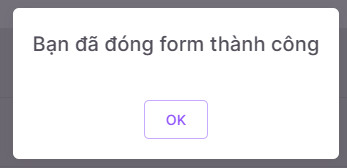 Bạn đã đóng form thành công
OK